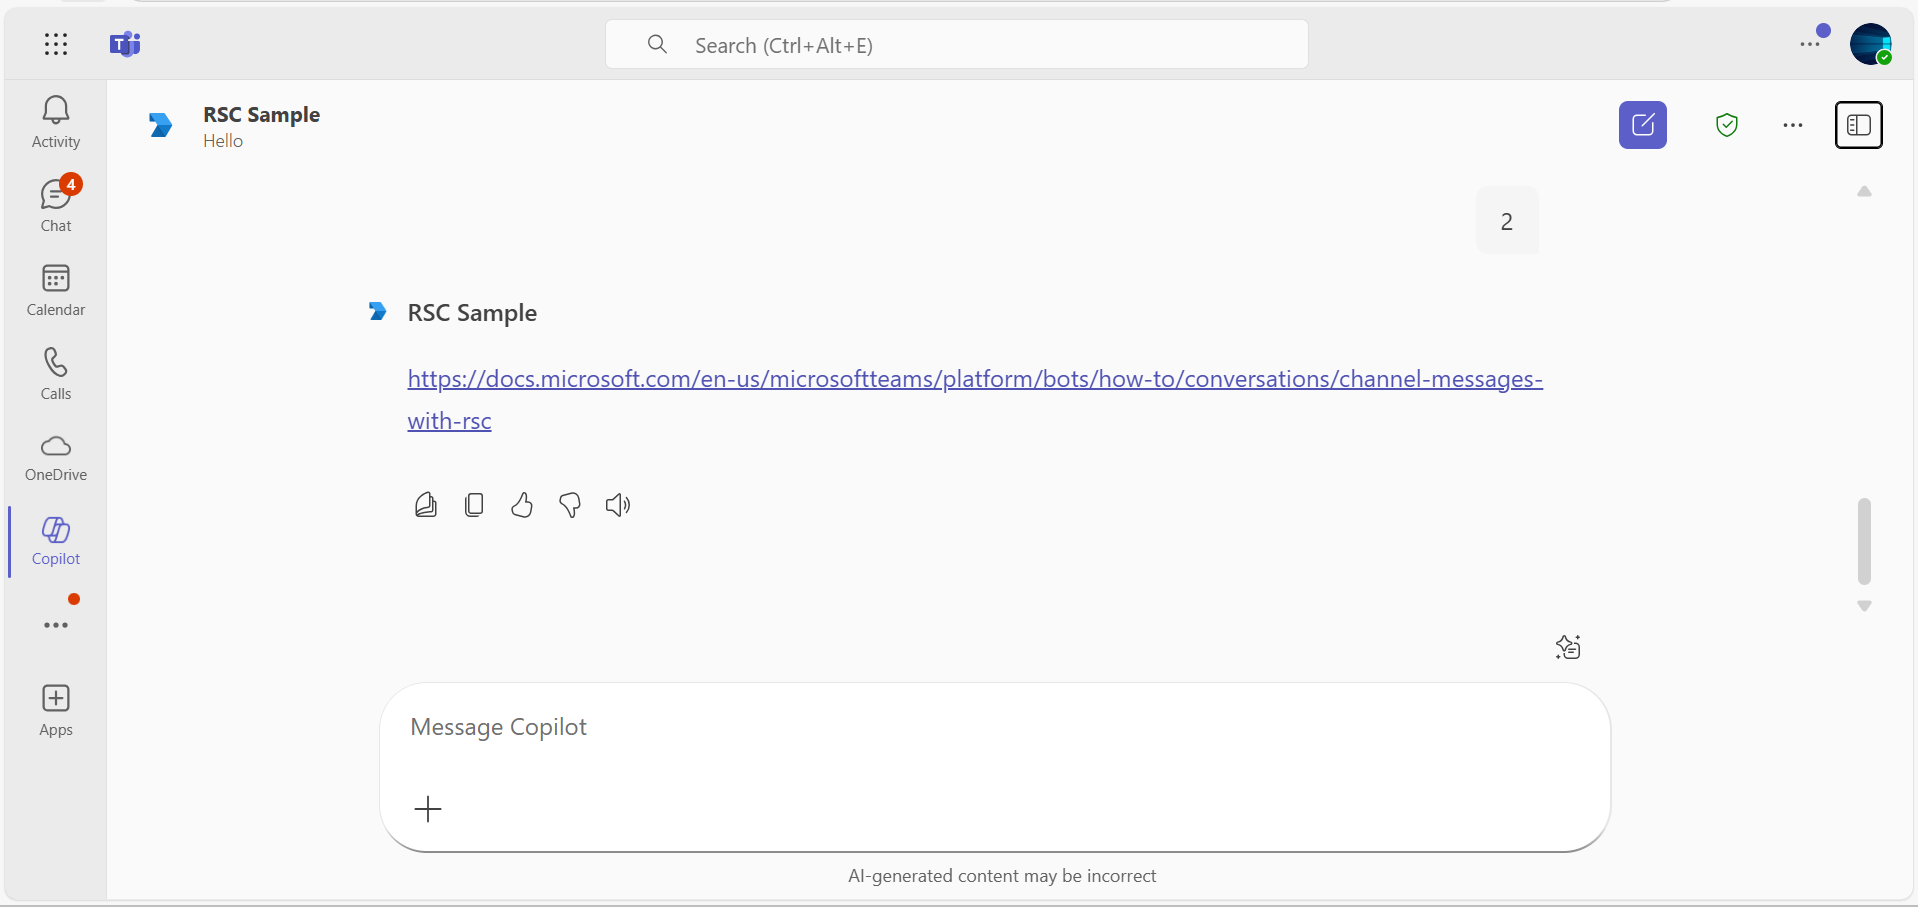 Search (Ctrl+Alt+E)
RSC Sample
Hello
Activity
4
Chat
Calendar
Calls
OneDrive
Copilot
Apps
2
RSC Sample
https://docs.microsoft.com/en-us/microsoftteams/platform/bots/how-to/conversations/channel-messages-
with-rsc
Message Copilot
AI-generated content may be incorrect